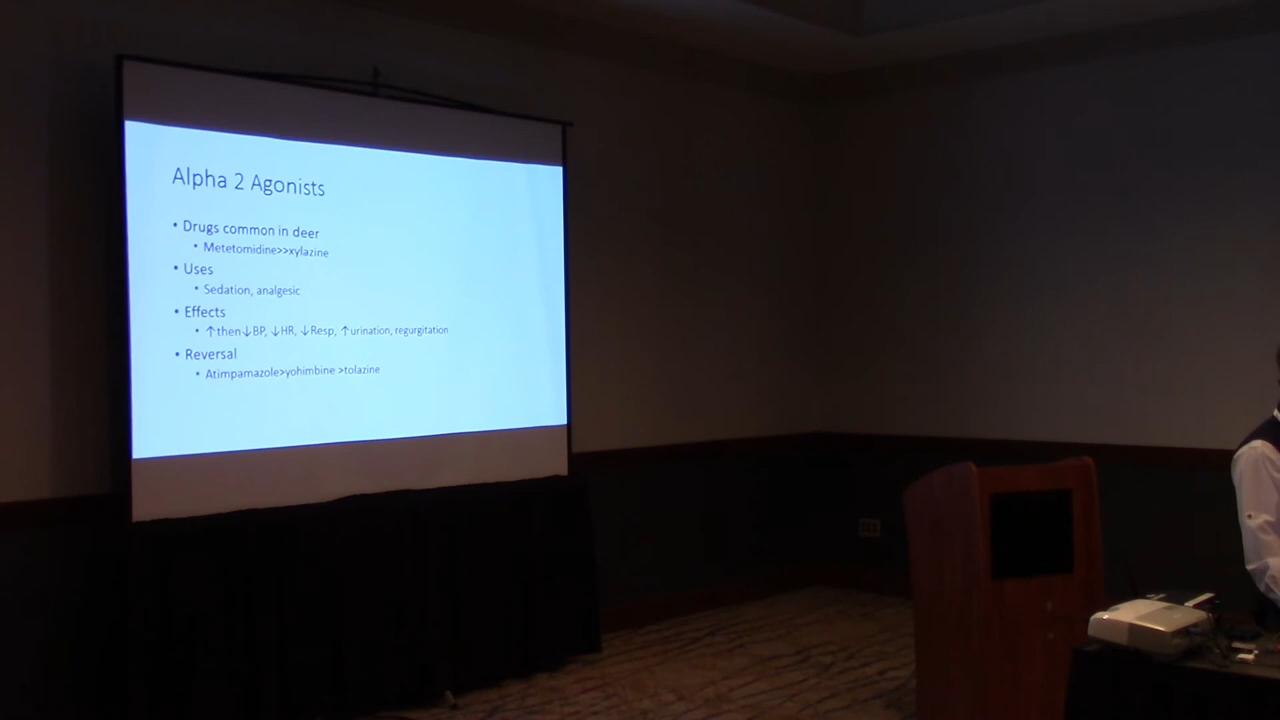 Alpha 2 Agonists
• Drugs common in deer
• Metetomidine>>xylazine
• Uses
• Sedation, analgesic
• Effects
• ↑then↓BP, ↓HR, ↓Resp, ↑urination, regurgitation
• Reversal
• Atimpamazole>yohimbine >tolazine